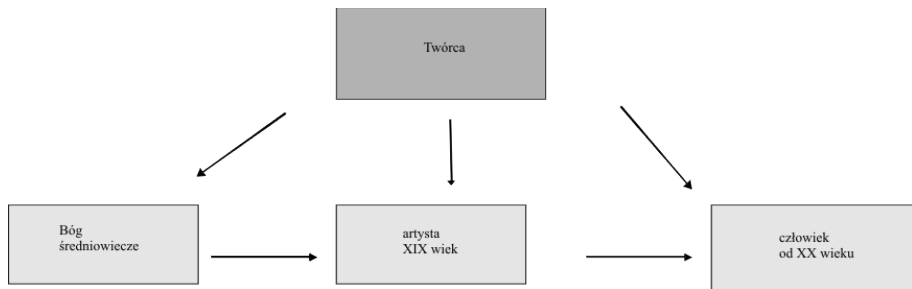 Twórca
Bóg
średniowiecze
artysta
XIX wiek
człowiek
od XX wieku